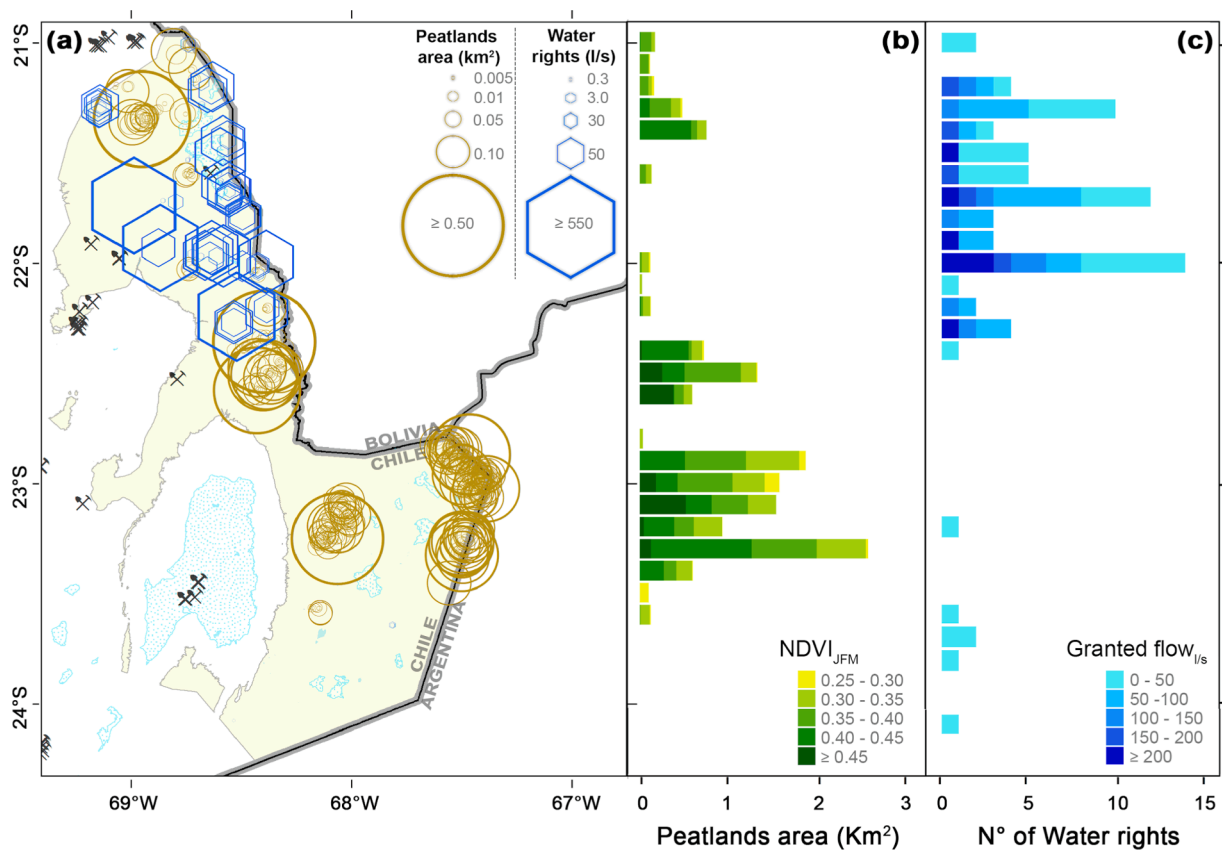 (a)
Peatlands area (km²)
0.005
0.01
0.05
0.10
≥ 0.50
Water rights (l/s)
0.3
3.0
30
50
≥ 550
21°S
22°S
23°S
24°S
BOLIVIA
CHILE
CHILE
ARGENTINA
69°W
68°W
67°W
(b)
NDVI JFM
0.25 - 0.30
0.30 - 0.35
0.35 - 0.40
0.40 - 0.45
≥ 0.45
0
1
2
3
Peatlands area (Km²)
(c)
Granted flow l/s
0 - 50
50 -100
100 - 150
150 - 200
≥ 200
0
5
10
15
N° of Water rights